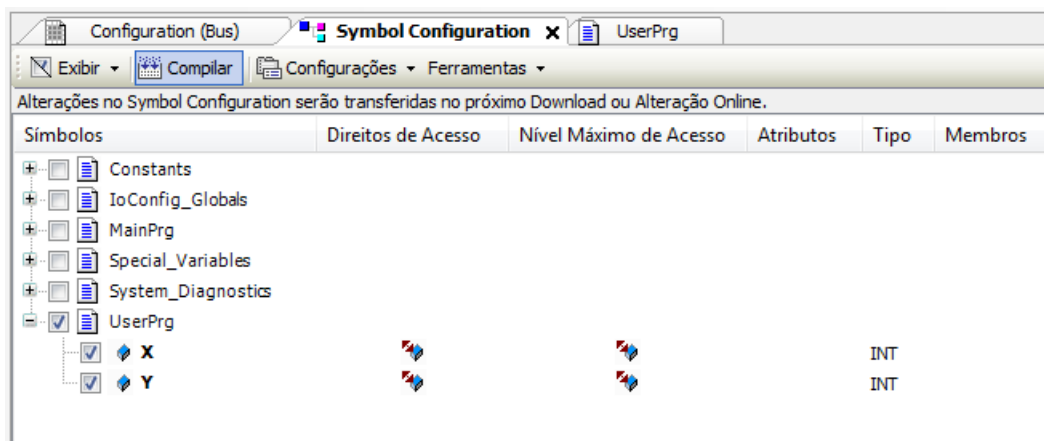 Configuration (Bus) Symbol Configuration x UserPrg
Exibir Compilar Configurações Ferramentas
Alterações no Symbol Configuration serão transferidas no próximo Download ou Alteração Online.
Símbolos Direitos de Acesso Nível Máximo de Acesso Atributos Tipo Membros
Constants
IoConfig_Globals
MainPrg
Special_Variables
System_Diagnostics
UserPrg
X INT
Y INT